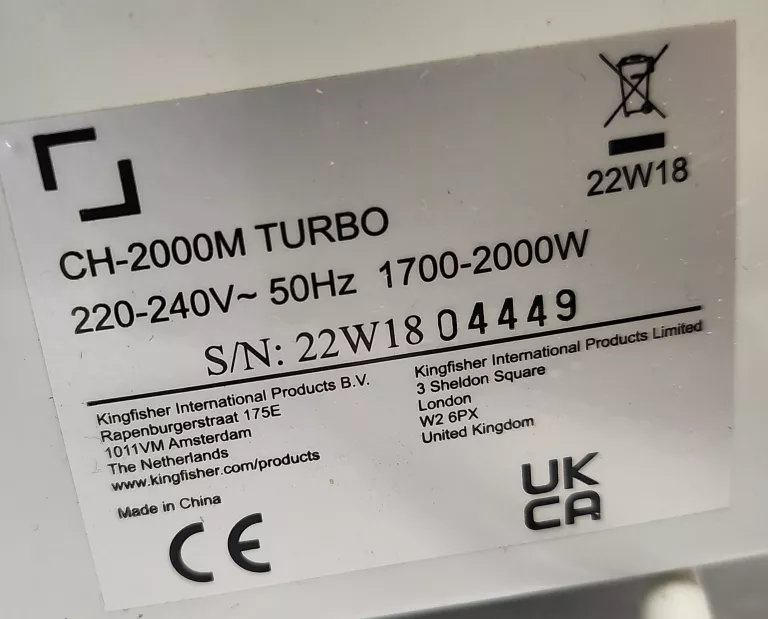 22W18
CH-2000M TURBO
220-240V~ 50Hz 1700-2000W
S/N: 22W18 04449
Kingfisher International Products B.V.
Rapenburgerstraat 175E
1011VM Amsterdam
The Netherlands
www.kingfisher.com/products
Kingfisher International Products Limited
3 Sheldon Square
London
W2 6PX
United Kingdom
Made in China
CE
UK
CA